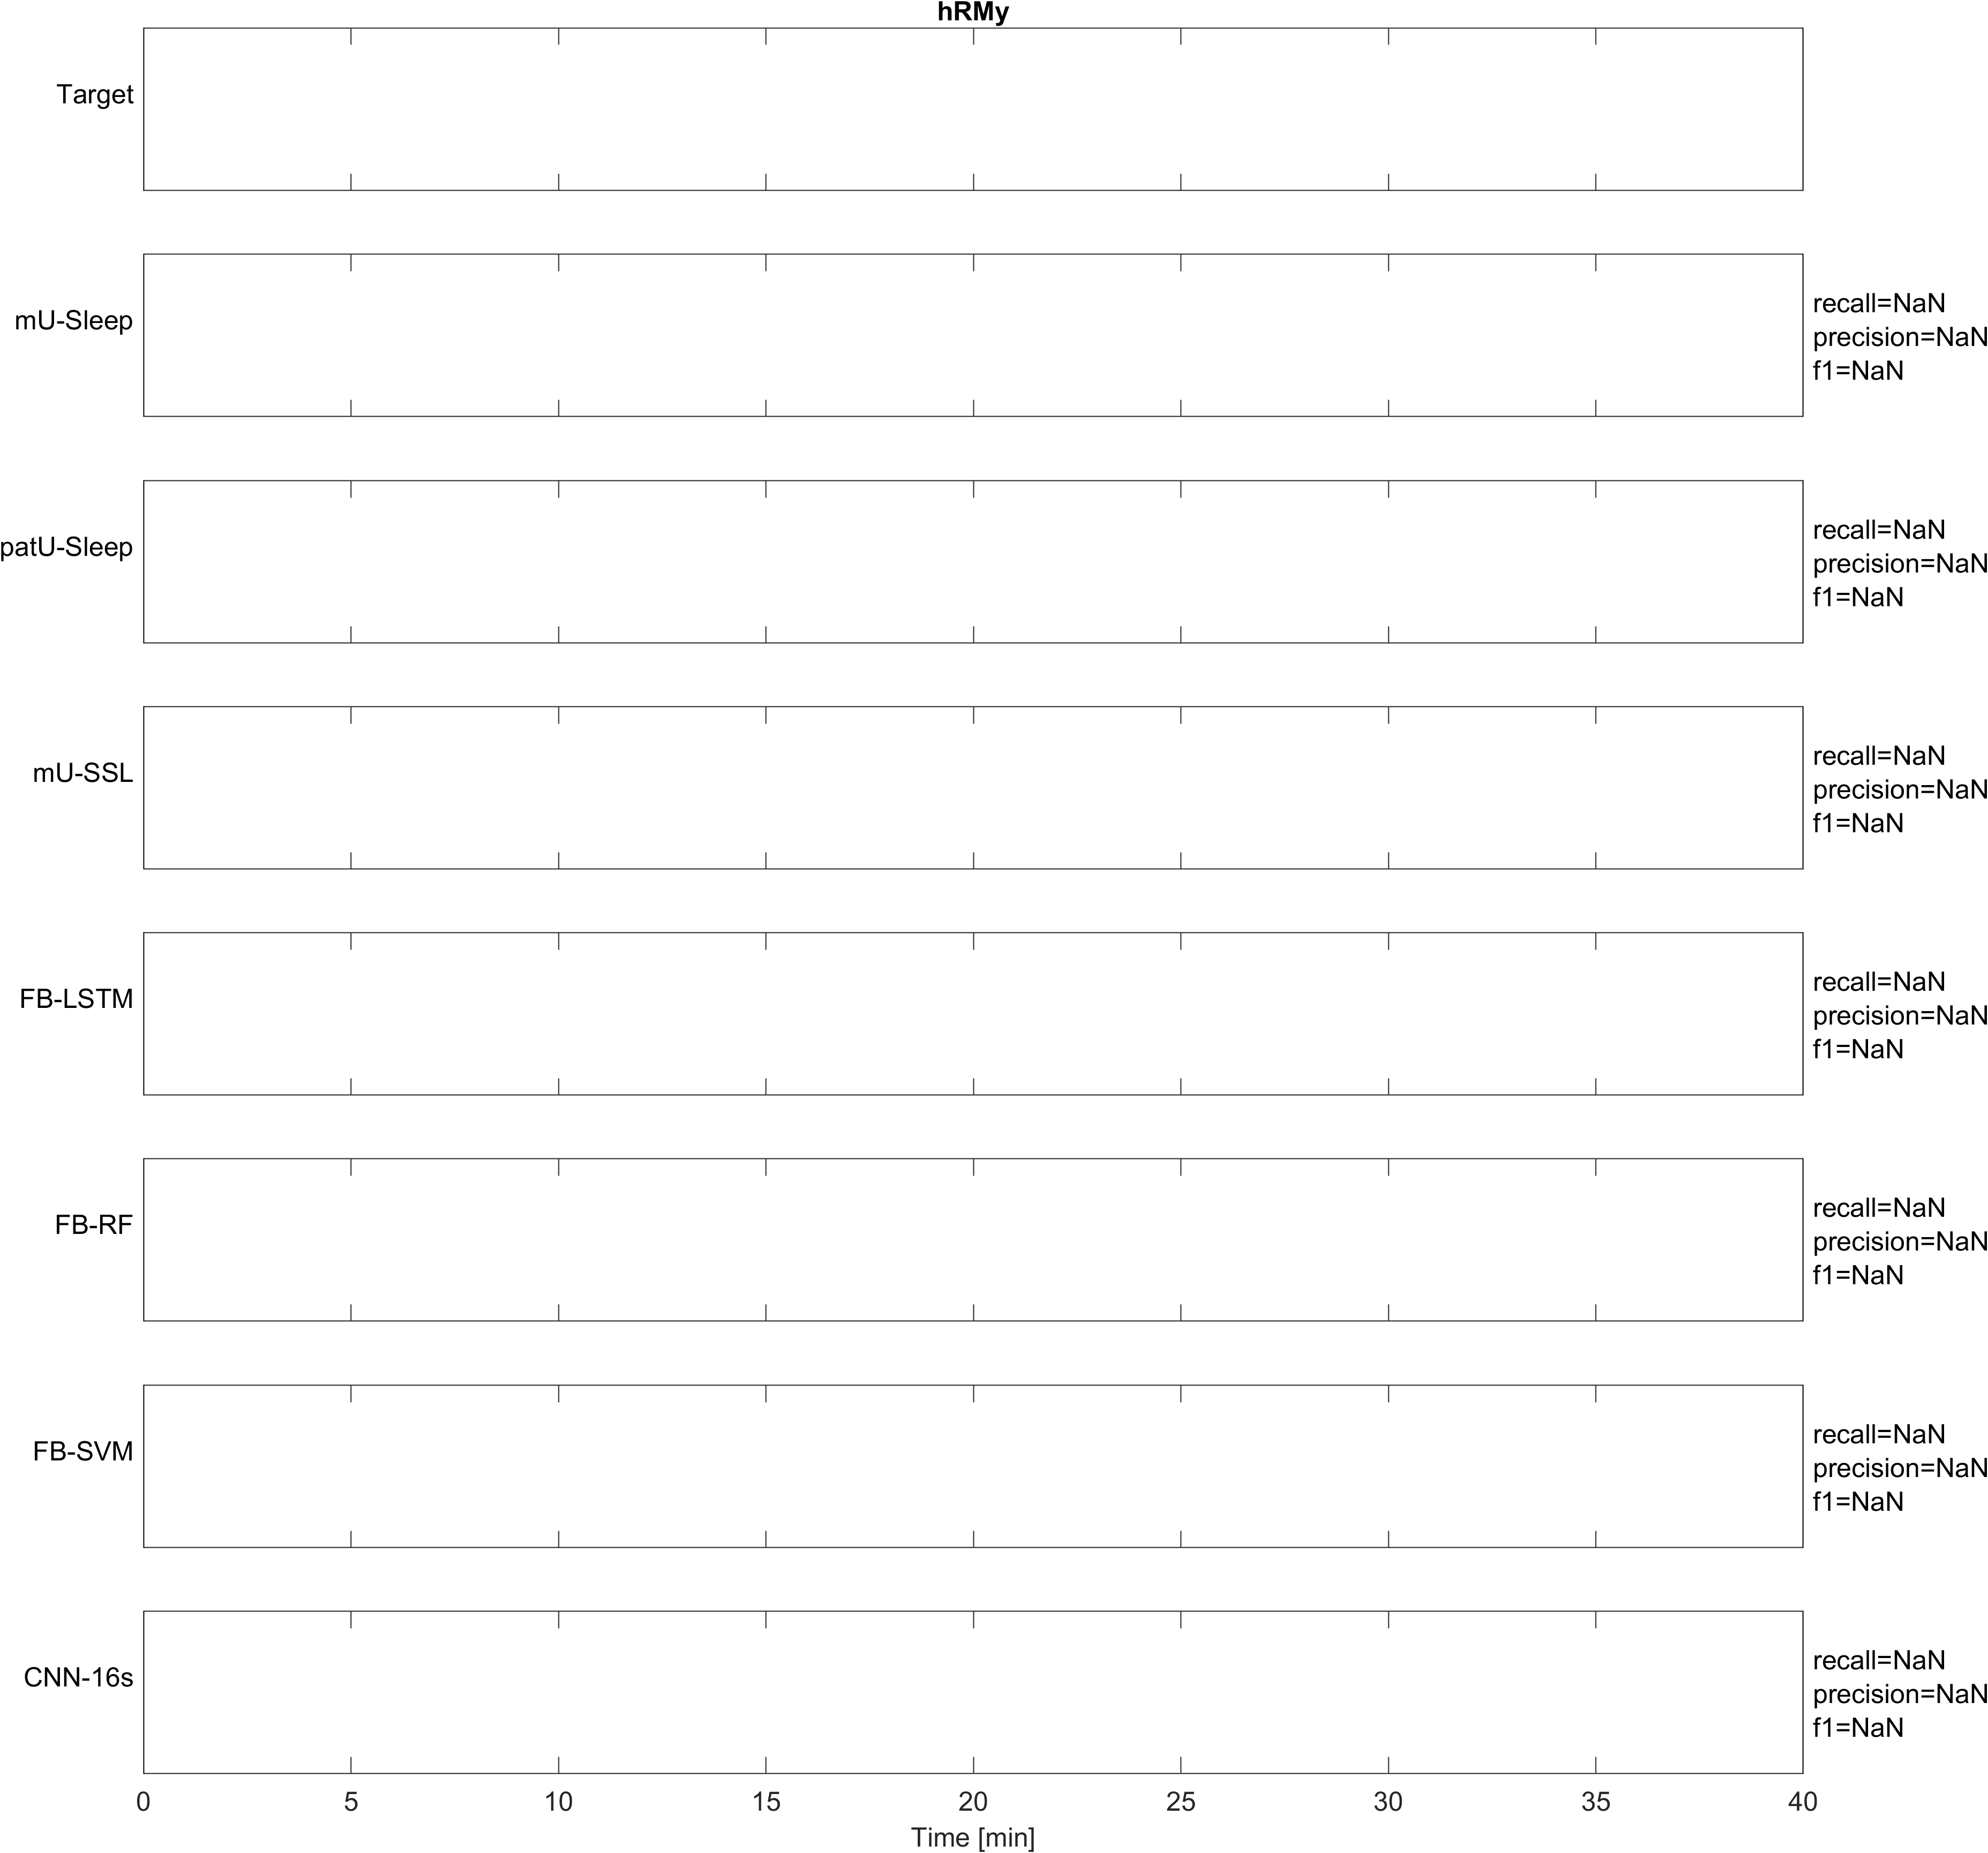 hRMy
Target
mU-Sleep
recall=NaN
precision=NaN
f1=NaN
patU-Sleep
recall=NaN
precision=NaN
f1=NaN
mU-SSL
recall=NaN
precision=NaN
f1=NaN
FB-LSTM
recall=NaN
precision=NaN
f1=NaN
FB-RF
recall=NaN
precision=NaN
f1=NaN
FB-SVM
recall=NaN
precision=NaN
f1=NaN
CNN-16s
recall=NaN
precision=NaN
f1=NaN
0 5 10 15 20 25 30 35 40
Time [min]